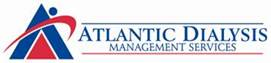 ATLANTIC DIALYSIS
MANAGEMENT SERVICES